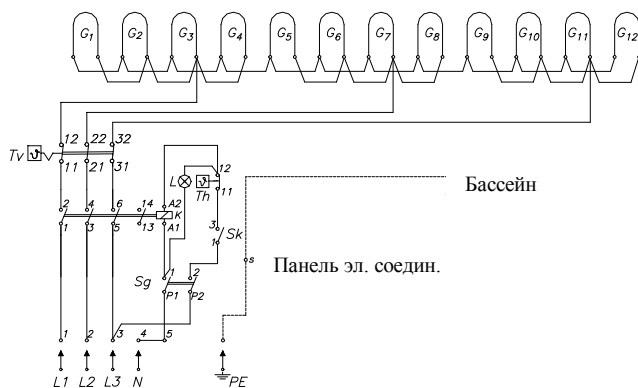 G1 G2 G3 G4 G5 G6 G7 G8 G9 G10 G11 G12
12 22 32
Tv
11 21 31
L
12
Th
11
Бассейн
2 4 6 14 A2
K
1 3 5 13 A1
3
Sk
1
s
Панель эл. соедин.
Sg
1 2
P1 P2
1 2 3 4 5
L1 L2 L3 N PE